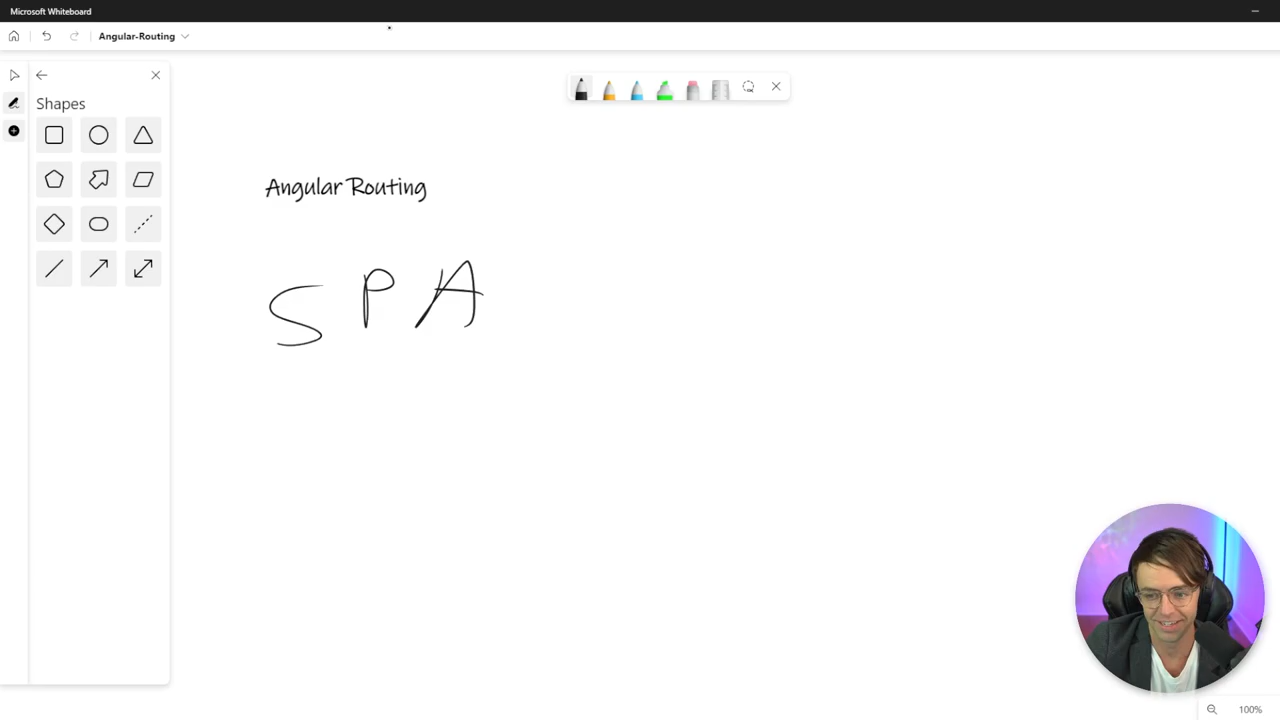 Microsoft Whiteboard
Angular-Routing
Shapes
Angular Routing
S P A
100%